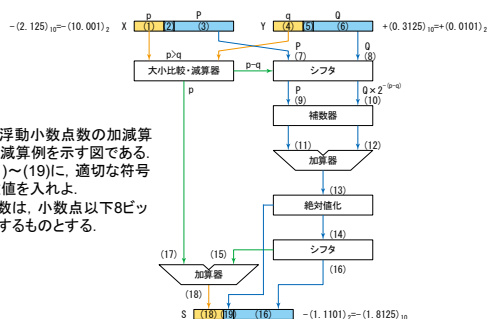 p P q Q
-(2.125)₁₀=-(10.001)₂ X (1) (2) (3) Y (4) (5) (6) +(0.3125)₁₀=+(0.0101)₂
p>q P Q
(7) (8)
大小比較・減算器 p-q シフタ
p P Q×2⁻⁽ᵖ⁻q⁾
(9) (10)
浮動小数点数の加減算 補数器
減算例を示す図である.
)~(19)に, 適切な符号 (11) (12)
値を入れよ. 加算器
数は, 小数点以下8ビッ
するものとする. (13)
絶対値化
(14)
シフタ
(17) (15) (16)
加算器
(18)
S (18) (19) (16) -(1.1101)₂=-(1.8125)₁₀